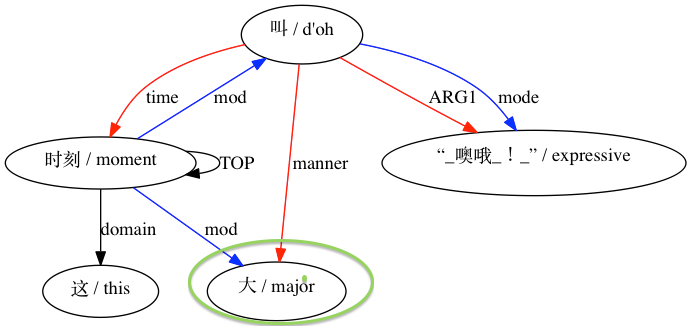 叫 / d'oh
time
mod
ARG1
mode
时刻 / moment
TOP
manner
“_噢哦_！_” / expressive
domain
mod
这 / this
大 / major